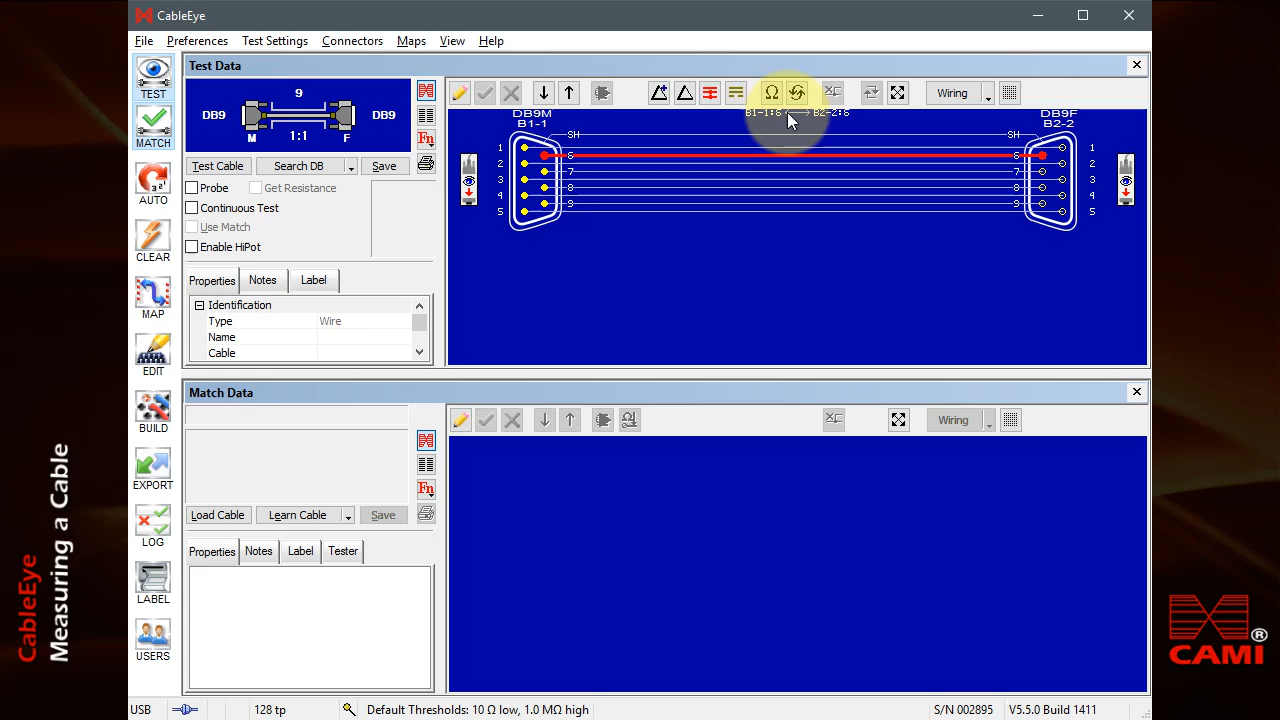 CableEye
File Preferences Test Settings Connectors Maps View Help
TEST
MATCH
AUTO
CLEAR
MAP
EDIT
BUILD
EXPORT
LOG
LABEL
USERS
Test Data
9
DB9 DB9
M 1:1 F
Test Cable Search DB Save
Probe Get Resistance
Continuous Test
Use Match
Enable HiPot
Properties Notes Label
Identification
Type Wire
Name
Cable
Fn
Ω Wiring
B1-1:6 B2-2:6
DB9M DB9F
B1-1 B2-2
SH SH
1 1
6 6
2 2
7 7
3 3
8 8
4 4
9 9
5 5
Match Data
Wiring
Fn
Load Cable Learn Cable Save
Properties Notes Label Tester
USB 128 tp Default Thresholds: 10 Ω low, 1.0 MΩ high S/N 002895 V5.5.0 Build 1411
CableEye
Measuring a Cable
CAMI ®